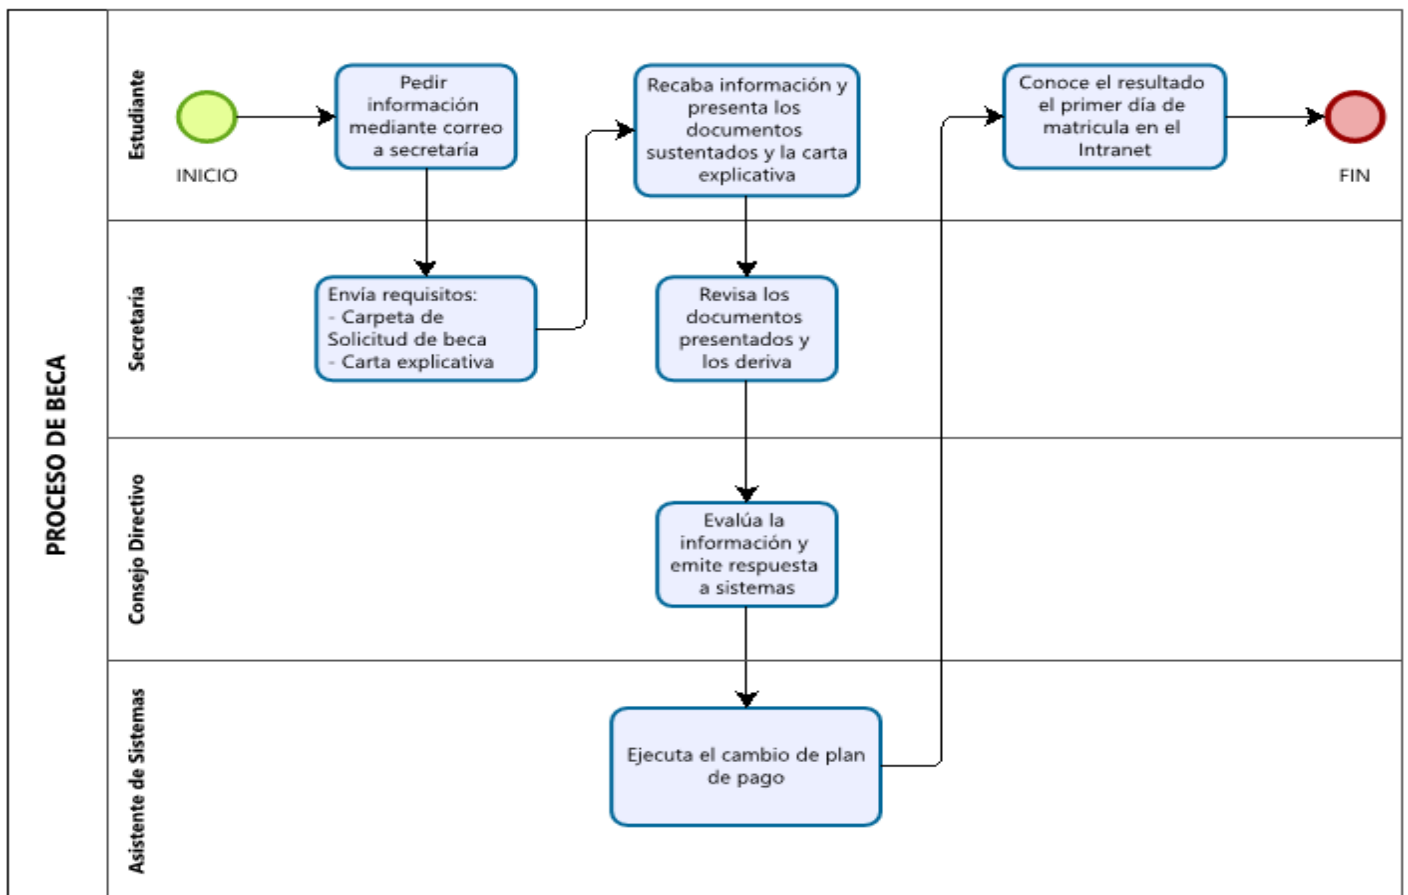 PROCESO DE BECA
Estudiante
INICIO
Pedir
información
mediante correo
a secretaría
Recaba información y
presenta los
documentos
sustentados y la carta
explicativa
Conoce el resultado
el primer día de
matricula en el
Intranet
FIN
Secretaría
Envía requisitos:
- Carpeta de
Solicitud de beca
- Carta explicativa
Revisa los
documentos
presentados y
los deriva
Consejo Directivo
Evalúa la
información y
emite respuesta
a sistemas
Asistente de Sistemas
Ejecuta el cambio de plan
de pago